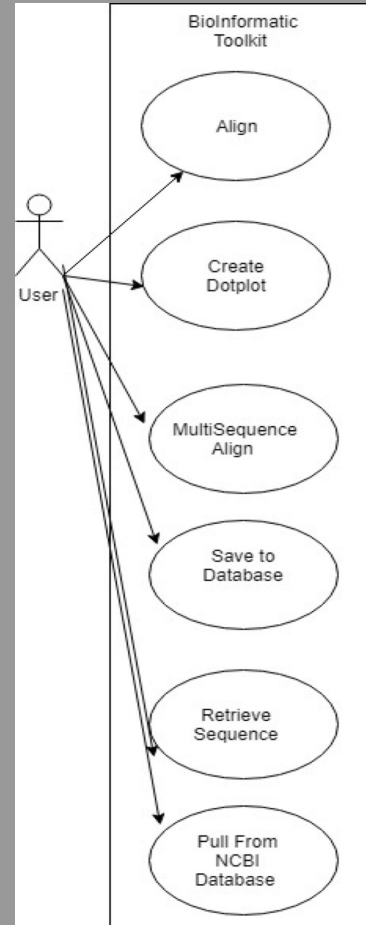 BioInformatic
Toolkit
Align
User
Create
Dotplot
MultiSequence
Align
Save to
Database
Retrieve
Sequence
Pull From
NCBI
Database